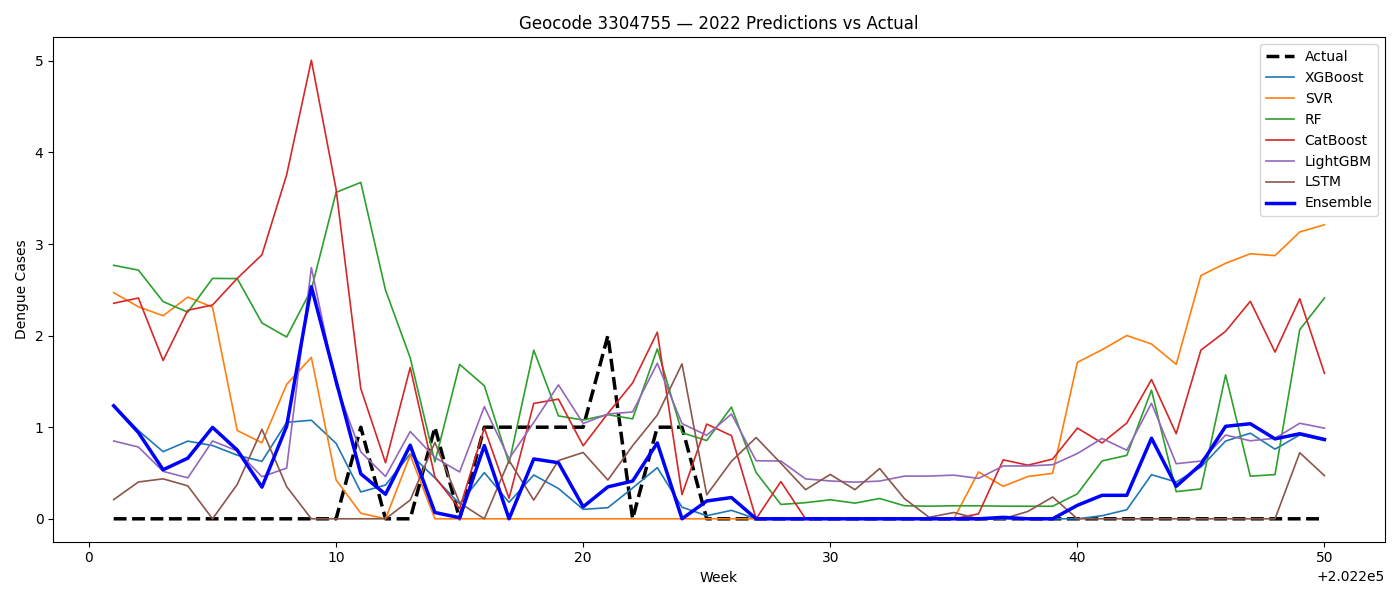 Geocode 3304755 — 2022 Predictions vs Actual
Dengue Cases
5
4
3
2
1
0
0 10 20 30 40 50
Week
+2.022e5
Actual
XGBoost
SVR
RF
CatBoost
LightGBM
LSTM
Ensemble